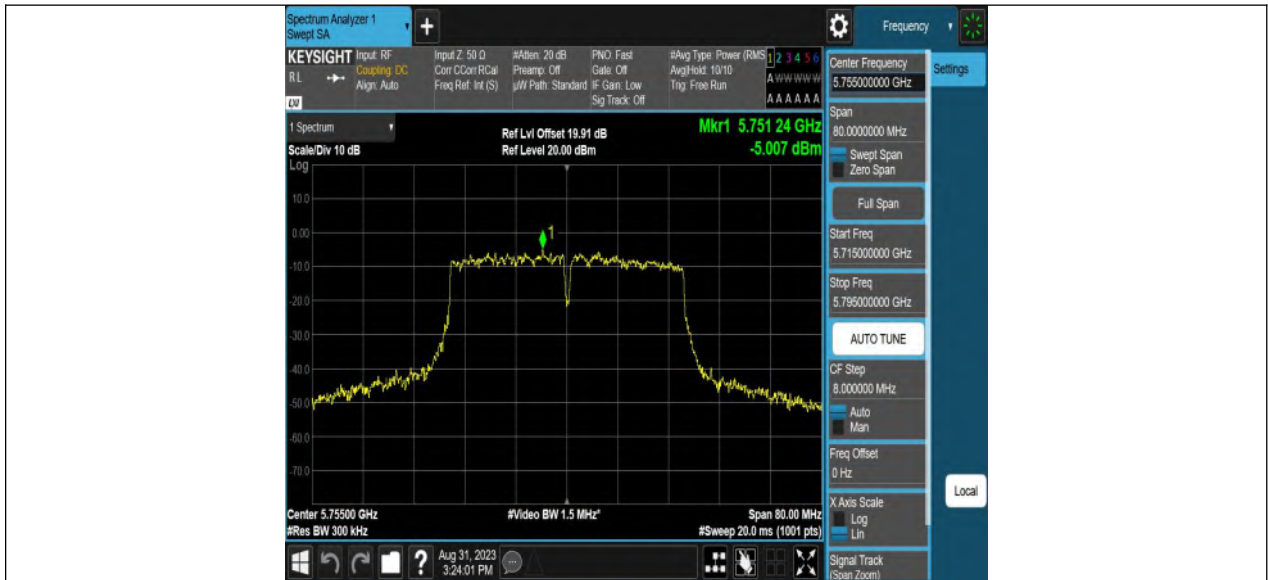 Spectrum Analyzer 1
Swept SA
+
Frequency
KEYSIGHT
RL
LXI
Input: RF
Coupling: DC
Align: Auto
Input Z: 50 Ω
Corr CCorr RCal
Freq Ref: Int (S)
#Atten: 20 dB
Preamp: Off
µW Path: Standard
PNO: Fast
Gate: Off
IF Gain: Low
Sig Track: Off
#Avg Type: Power (RMS
Avg|Hold: 10/10
Trig: Free Run
1 2 3 4 5 6
A W W W W W
A A A A A A
1 Spectrum
Scale/Div 10 dB
Ref Lvl Offset 19.91 dB
Ref Level 20.00 dBm
Mkr1 5.751 24 GHz
-5.007 dBm
Log
10.0
0.00
-10.0
-20.0
-30.0
-40.0
-50.0
-60.0
-70.0
1
Center 5.75500 GHz
#Res BW 300 kHz
#Video BW 1.5 MHz*
Span 80.00 MHz
#Sweep 20.0 ms (1001 pts)
Center Frequency
5.755000000 GHz
Settings
Span
80.0000000 MHz
Swept Span
Zero Span
Full Span
Start Freq
5.715000000 GHz
Stop Freq
5.795000000 GHz
AUTO TUNE
CF Step
8.000000 MHz
Auto
Man
Freq Offset
0 Hz
X Axis Scale
Log
Lin
Signal Track
(Span Zoom)
Local
?
Aug 31, 2023
3:24:01 PM